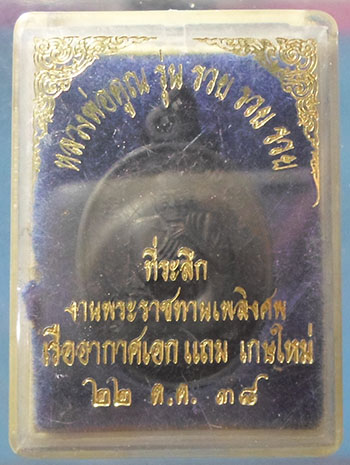 หลวงพ่อคูณ รุ่น รวย รวย รวย
ที่ระลึก
งานพระราชทานเพลิงศพ
เรืออากาศเอก แถม เกษใหม่
๒๒ ต.ค. ๓๘